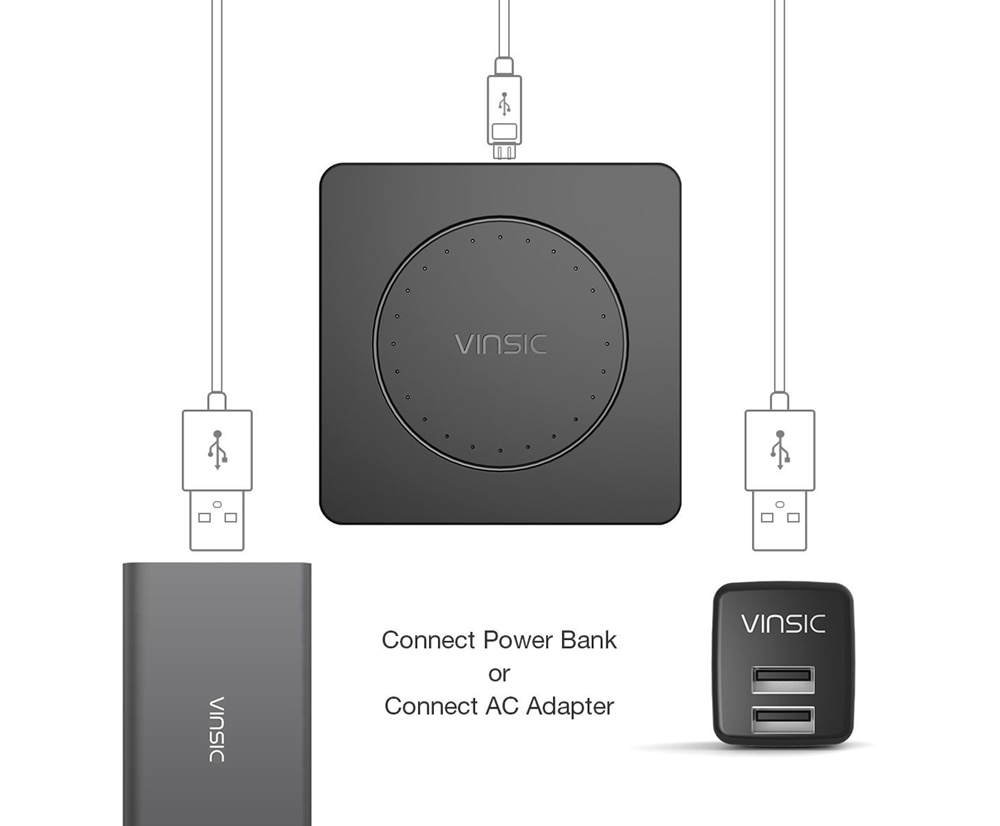 VINSIC
VINSIC
Connect Power Bank
or
Connect AC Adapter
VINSIC